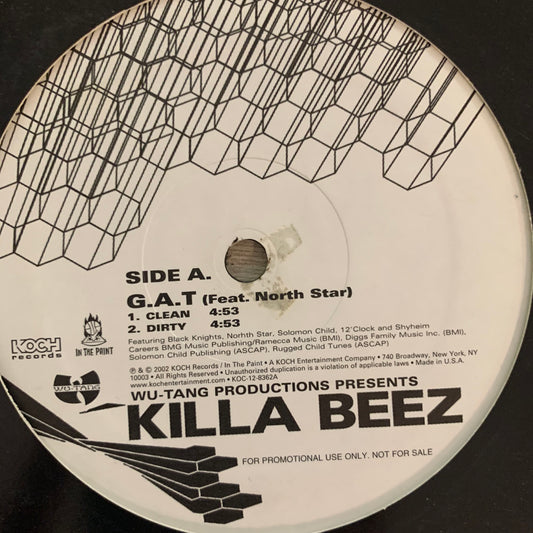 SIDE A.
G.A.T (Feat. North Star)
1. CLEAN 4:53
2. DIRTY 4:53
Featuring Black Knights, Norhth Star, Solomon Child, 12'Clock and Shyheim
Careers BMG Music Publishing/Ramecca Music (BMI), Diggs Family Music Inc. (BMI),
Solomon Child Publishing (ASCAP), Rugged Child Tunes (ASCAP)
KOCH
records
IN THE PAINT
℗ & © 2002 KOCH Records / In The Paint • A KOCH Entertainment Company • 740 Broadway, New York, NY
10003 • All Rights Reserved • Unauthorized duplication is a violation of applicable laws • Made in U.S.A.
www.kochentertainment.com • KOC-12-8362A
WU-TANG
WU-TANG PRODUCTIONS PRESENTS
KILLA BEEZ
FOR PROMOTIONAL USE ONLY. NOT FOR SALE